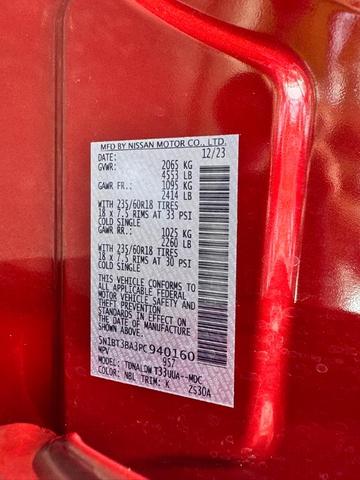 MFD BY NISSAN MOTOR CO., LTD.
DATE: 12/23
GVWR: 2065 KG
4553 LB
GAWR FR.: 1095 KG
2414 LB
WITH 235/60R18 TIRES
18 x 7.5 RIMS AT 33 PSI
COLD SINGLE
GAWR RR.: 1025 KG
2260 LB
WITH 235/60R18 TIRES
18 x 7.5 RIMS AT 30 PSI
COLD SINGLE
THIS VEHICLE CONFORMS TO
ALL APPLICABLE FEDERAL
MOTOR VEHICLE SAFETY AND
THEFT PREVENTION
STANDARDS IN EFFECT ON
THE DATE OF MANUFACTURE
SHOWN ABOVE.
5N1BT3BA3PC940160
MPV 957
MODEL: TDNALDW T33UUA--MDC
COLOR: NBL TRIM: K 2S30A